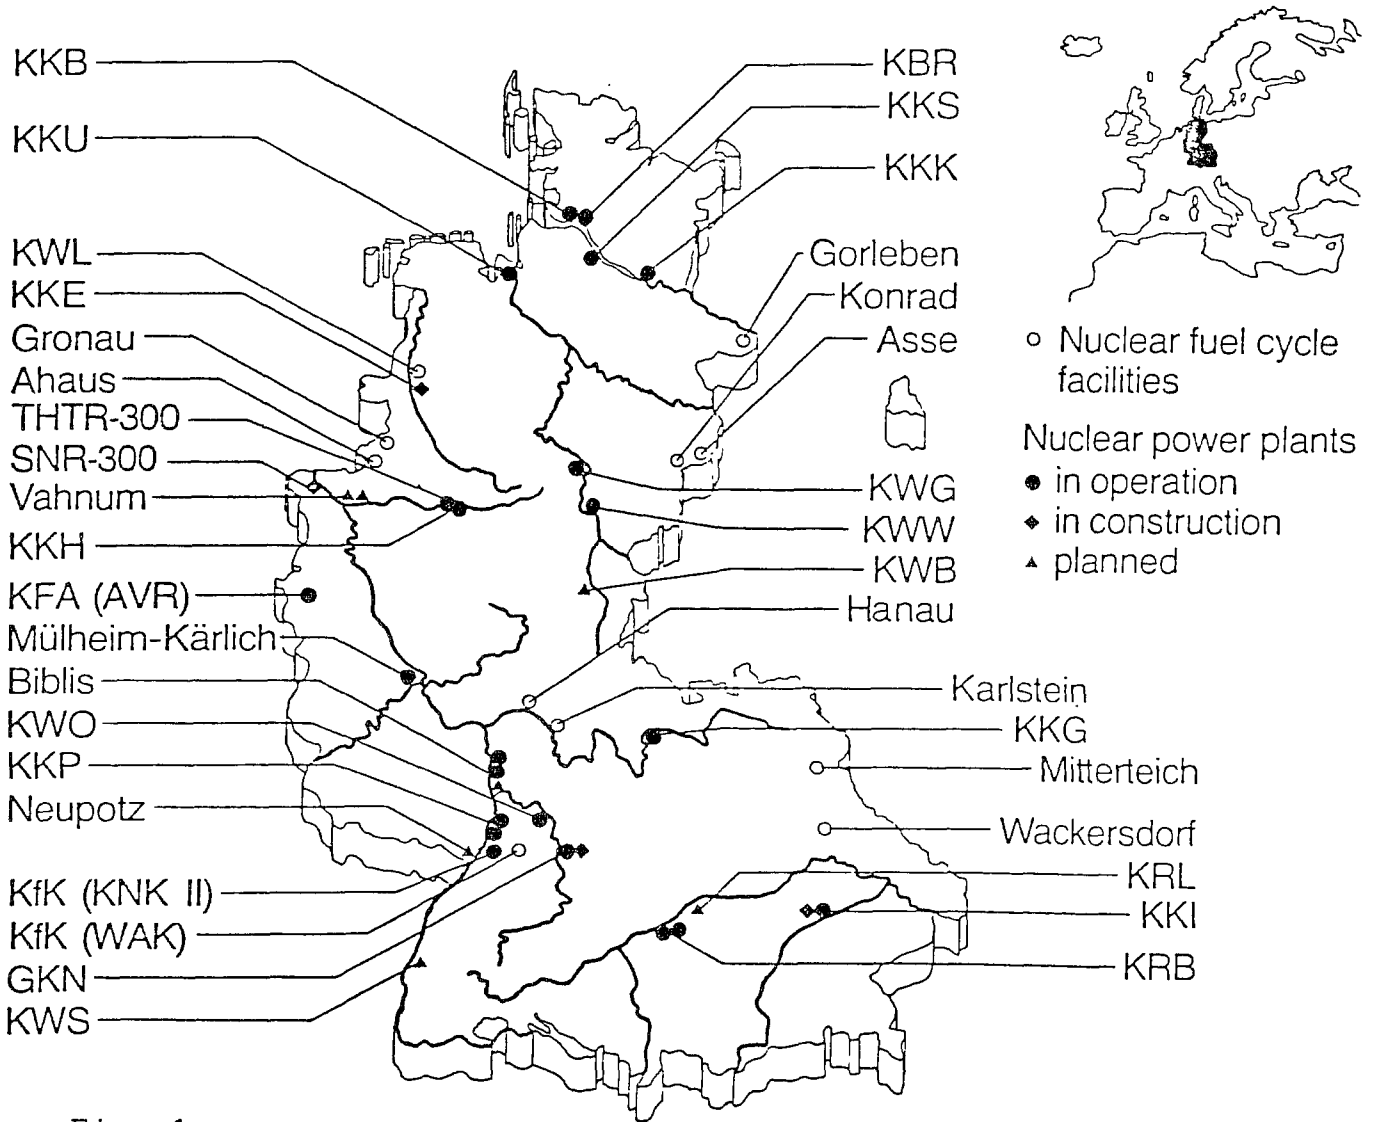 KKB
KKU
KWL
KKE
Gronau
Ahaus
THTR-300
SNR-300
Vahnum
KKH
KFA (AVR)
Mülheim-Kärlich
Biblis
KWO
KKP
Neupotz
KfK (KNK II)
KfK (WAK)
GKN
KWS
KBR
KKS
KKK
Gorleben
Konrad
Asse
KWG
KWW
KWB
Hanau
Karlstein
KKG
Mitterteich
Wackersdorf
KRL
KKI
KRB
Nuclear fuel cycle
facilities
Nuclear power plants
in operation
in construction
planned